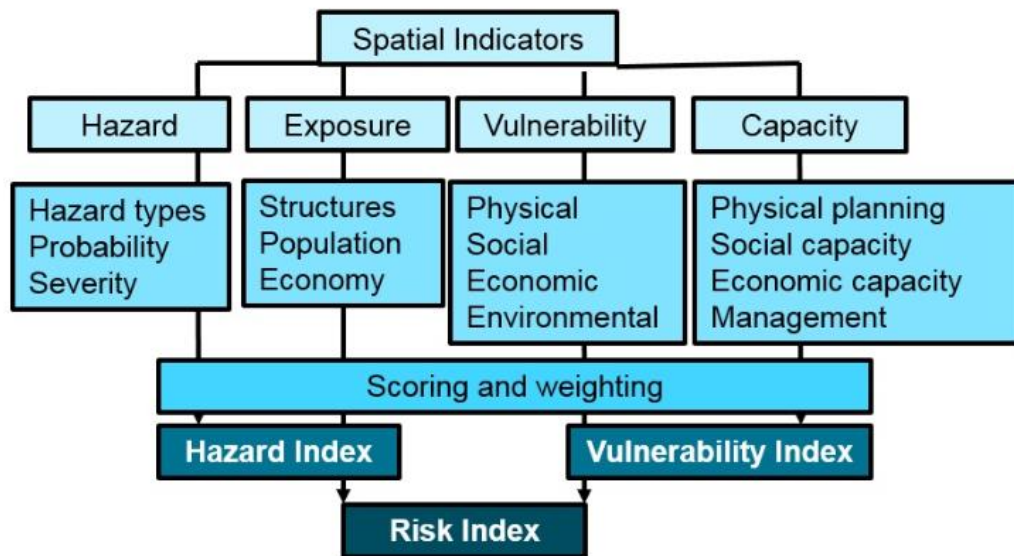 Spatial Indicators
Hazard
Exposure
Vulnerability
Capacity
Hazard types
Probability
Severity
Structures
Population
Economy
Physical
Social
Economic
Environmental
Physical planning
Social capacity
Economic capacity
Management
Scoring and weighting
Hazard Index
Vulnerability Index
Risk Index